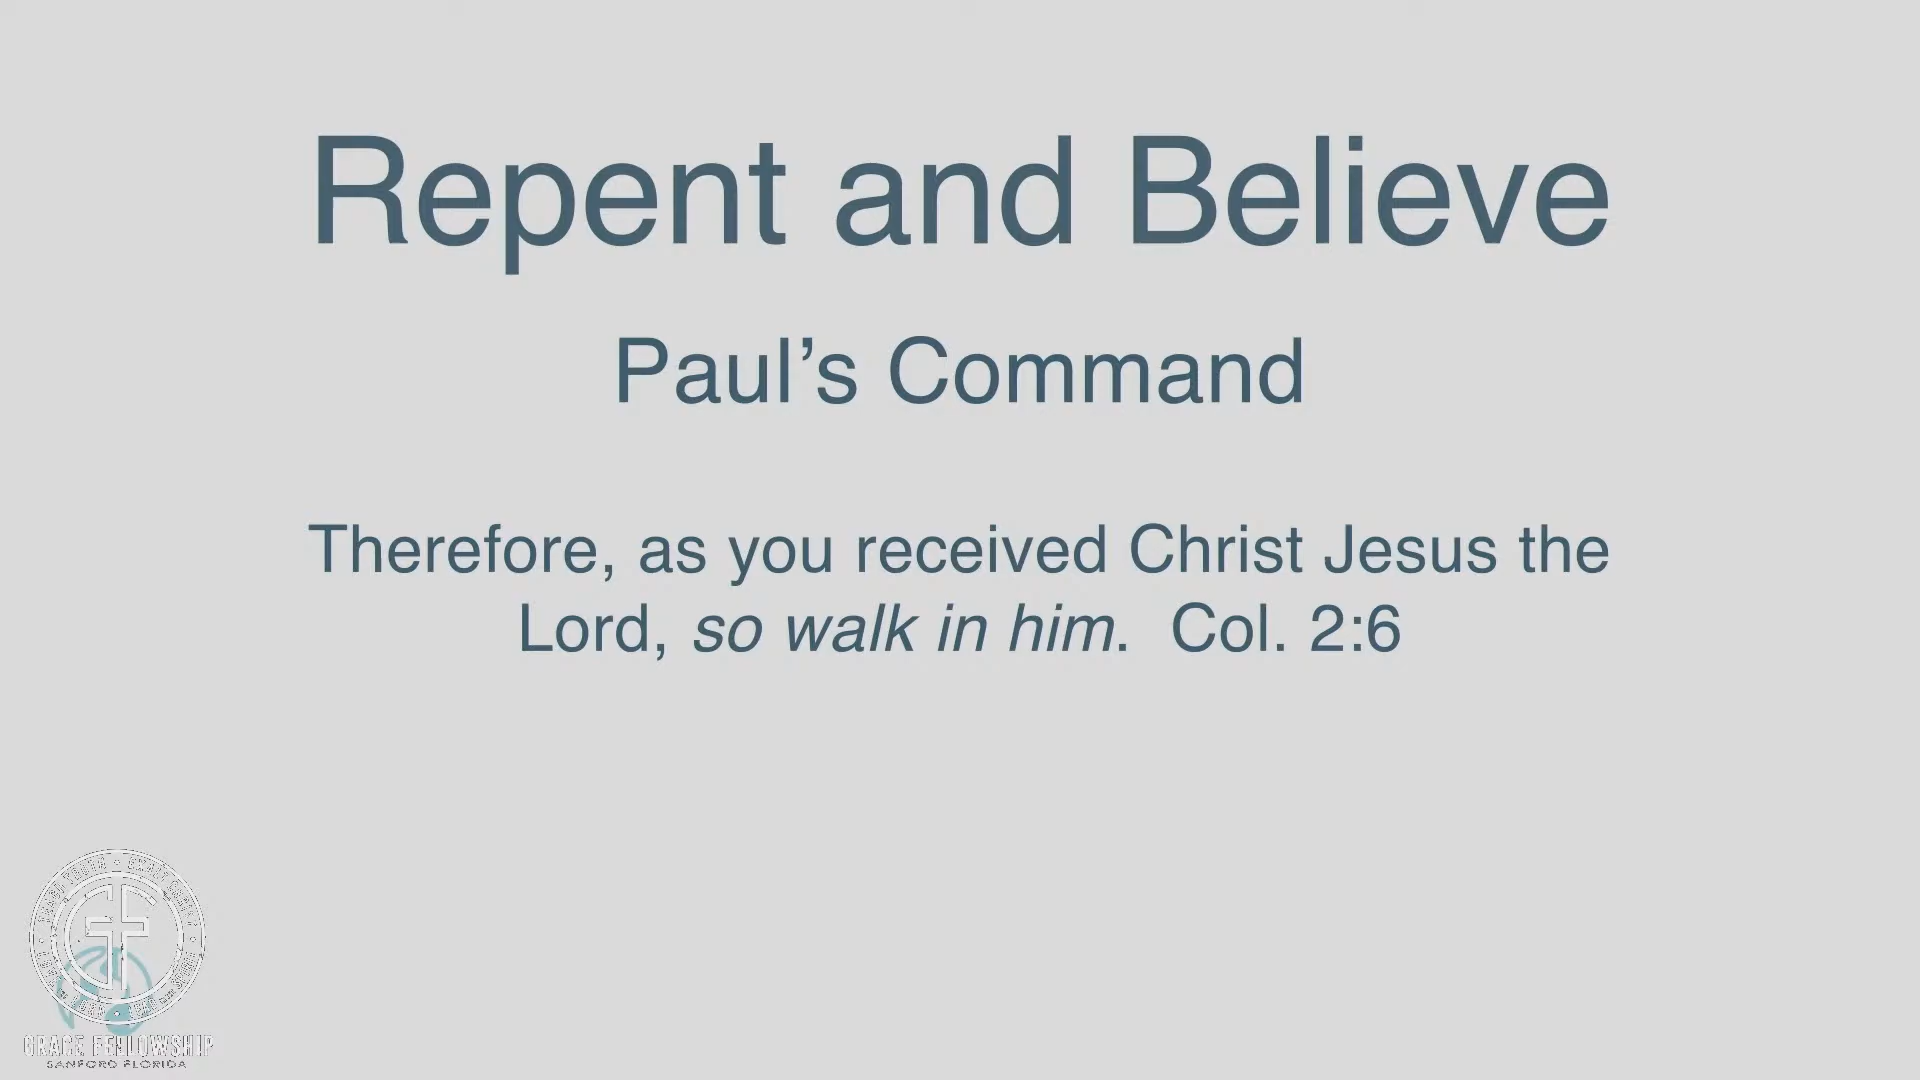 Repent and Believe
Paul’s Command
Therefore, as you received Christ Jesus the
Lord, so walk in him.  Col. 2:6
GRACE FELLOWSHIP
SANFORD FLORIDA